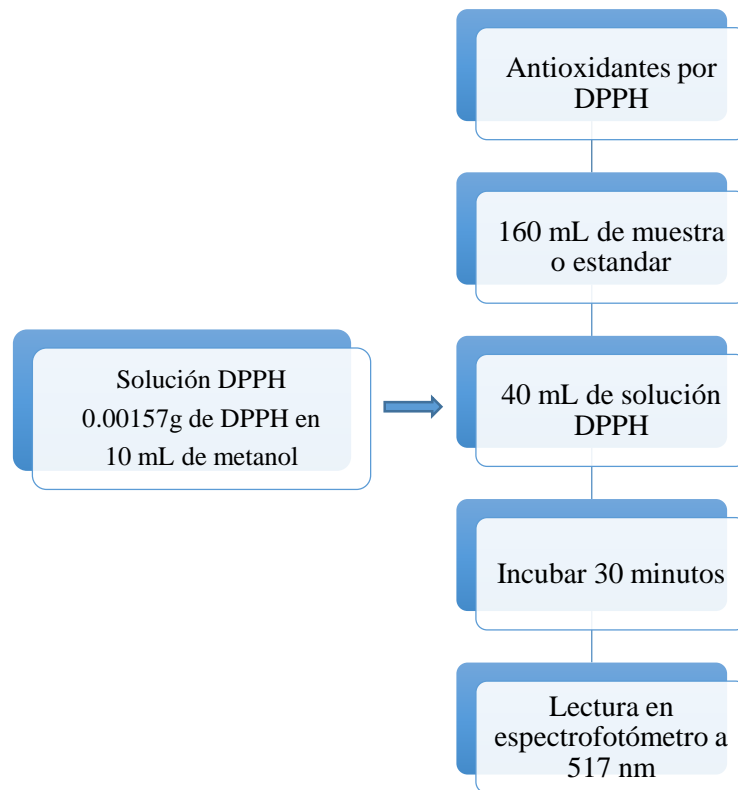 Antioxidantes por
DPPH
160 mL de muestra
o estandar
Solución DPPH
0.00157g de DPPH en
10 mL de metanol
40 mL de solución
DPPH
Incubar 30 minutos
Lectura en
espectrofotómetro a
517 nm